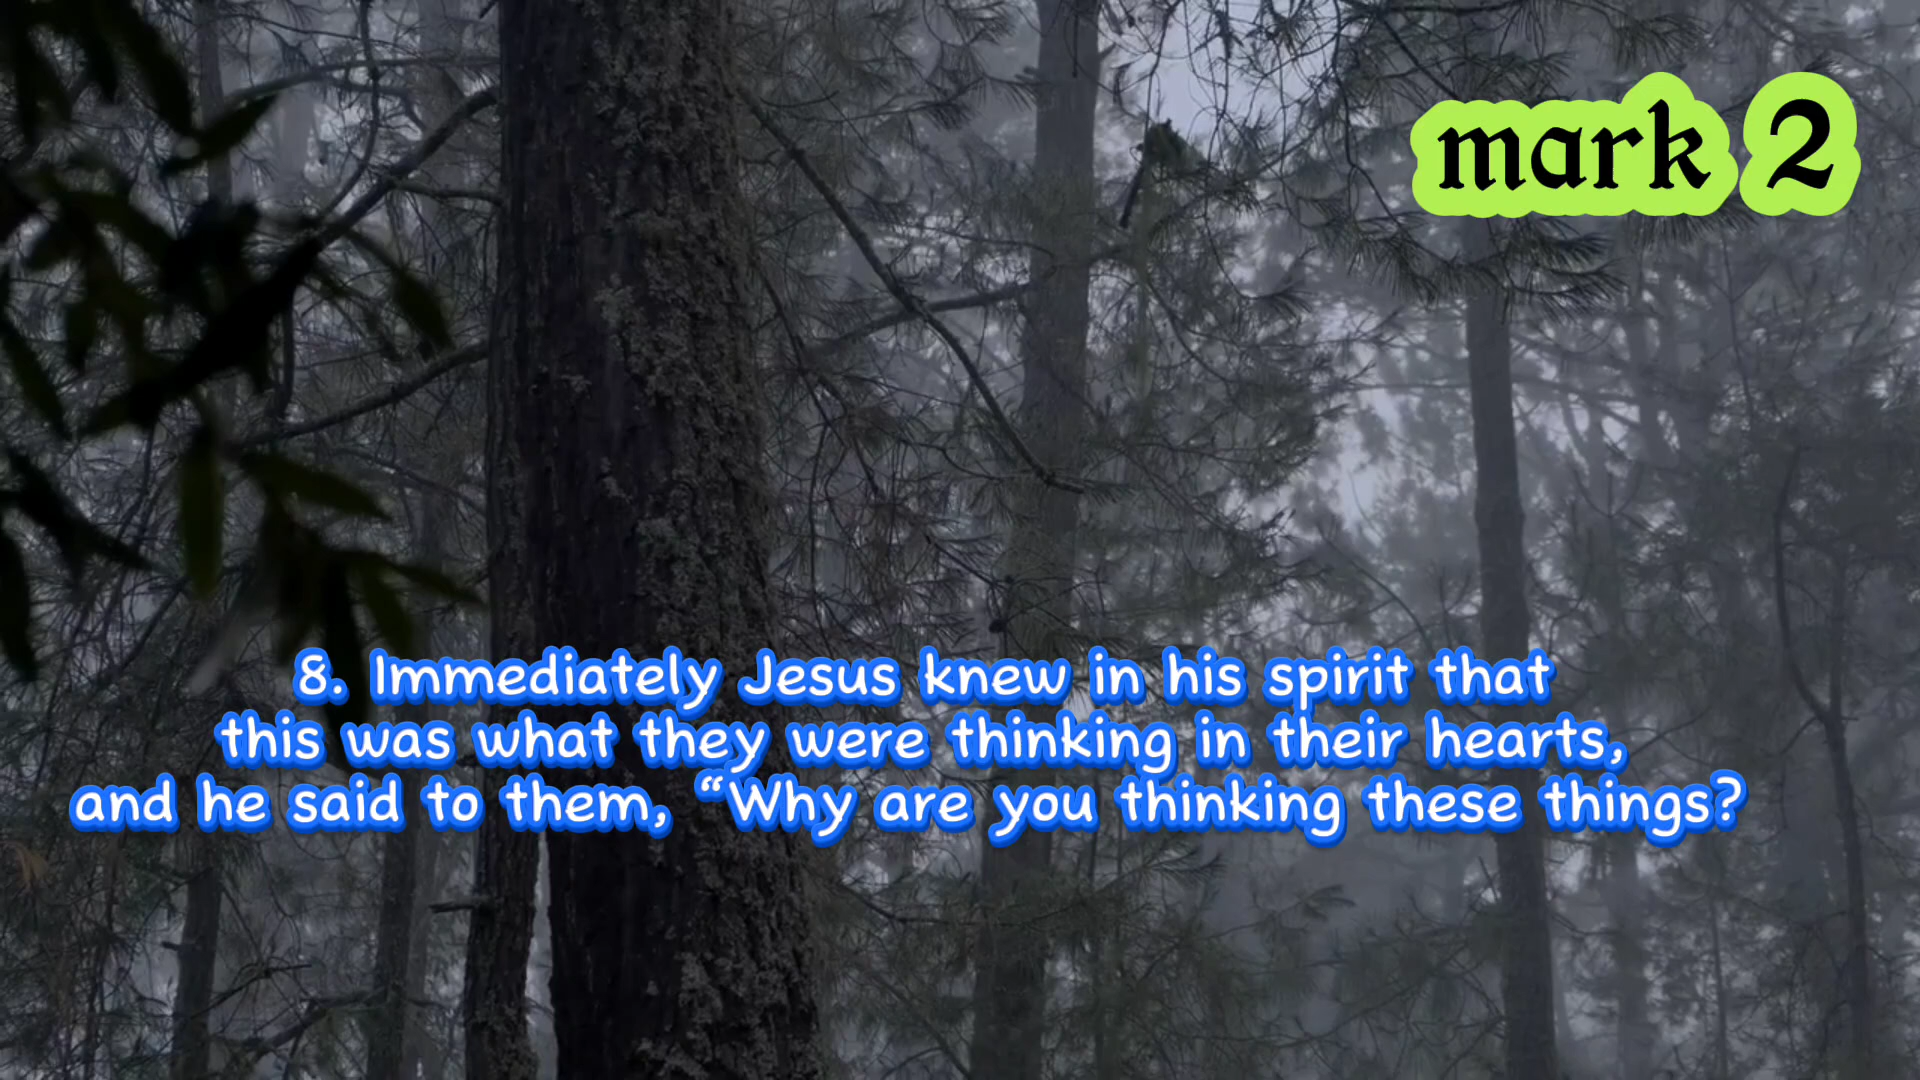 mark 2
8. Immediately Jesus knew in his spirit that
this was what they were thinking in their hearts,
and he said to them, “Why are you thinking these things?